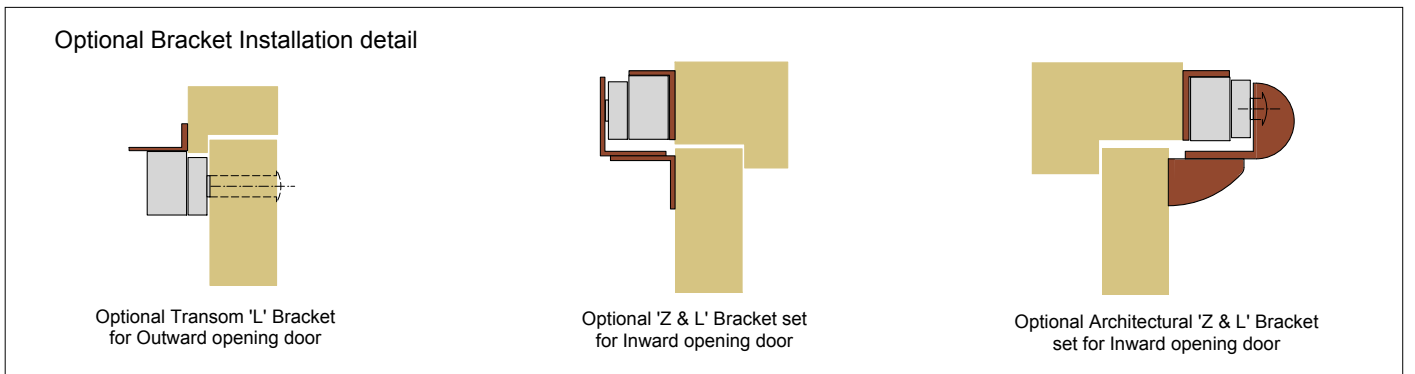 Optional Bracket Installation detail
Optional Transom 'L' Bracket
for Outward opening door
Optional 'Z & L' Bracket set
for Inward opening door
Optional Architectural 'Z & L' Bracket
set for Inward opening door